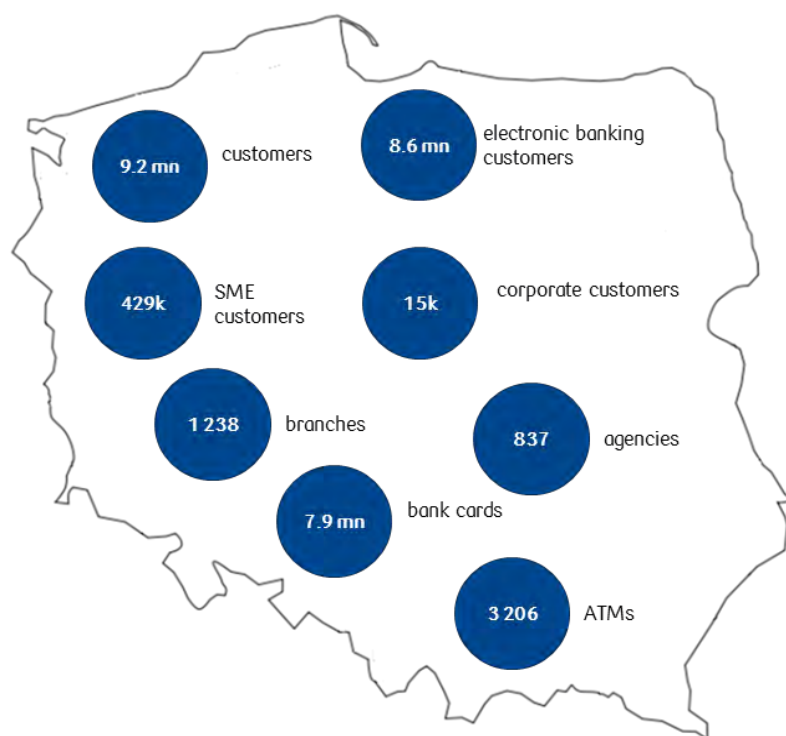 9.2 mn
customers
8.6 mn
electronic banking
customers
429k
SME
customers
15k
corporate customers
1 238
branches
837
agencies
7.9 mn
bank cards
3 206
ATMs